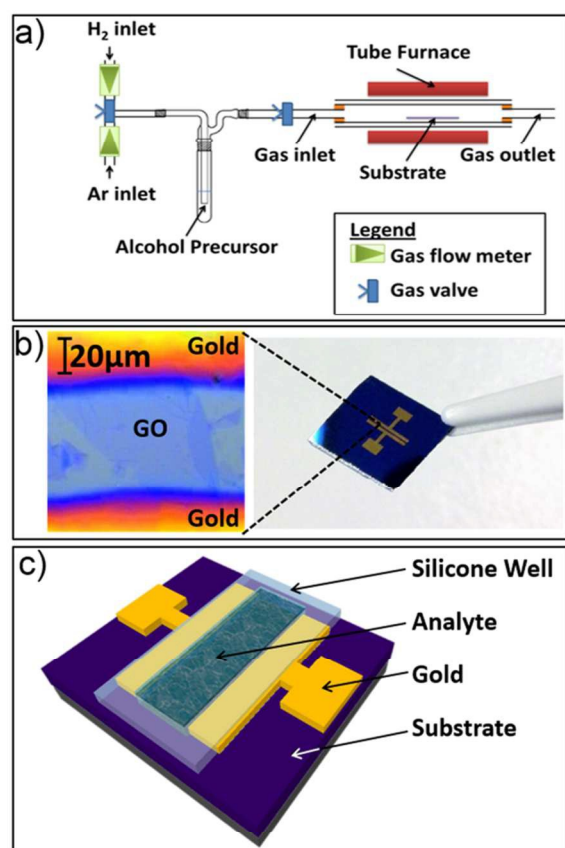 a)
H₂ inlet
Tube Furnace
Gas inlet
Substrate
Gas outlet
Ar inlet
Alcohol Precursor
Legend
Gas flow meter
Gas valve
b)
20µm
Gold
GO
Gold
c)
Silicone Well
Analyte
Gold
Substrate